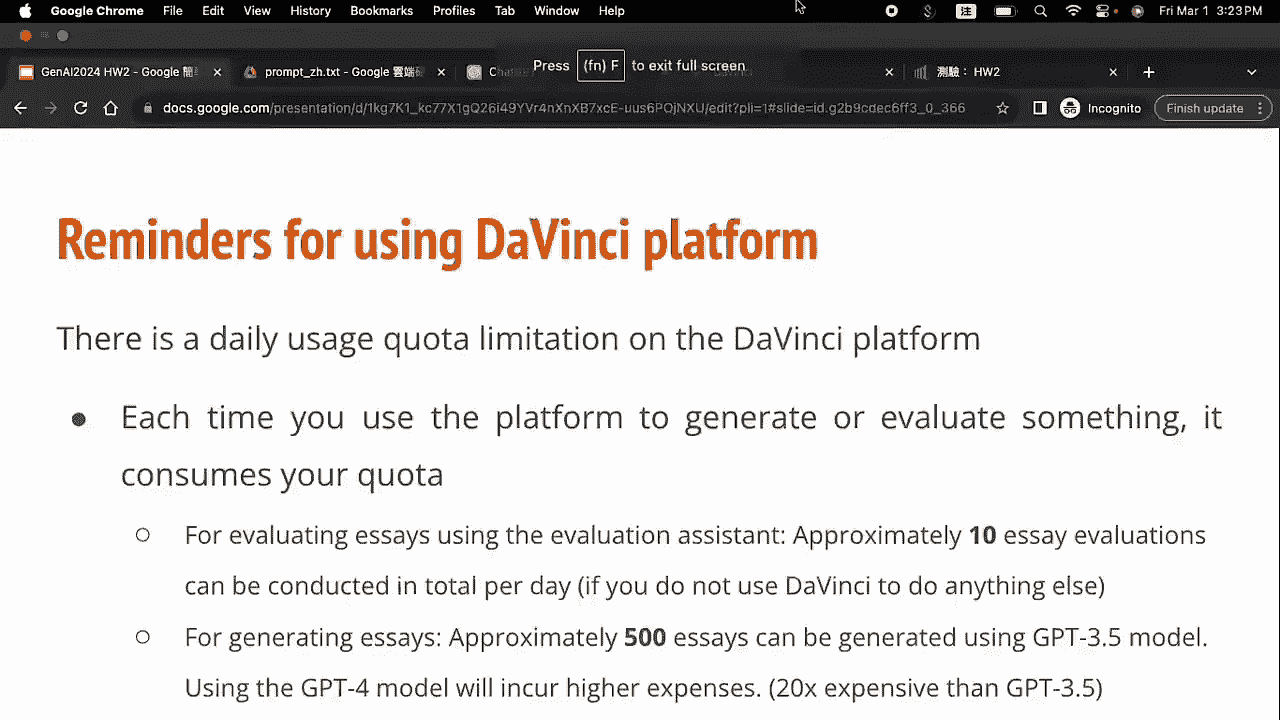 Google Chrome File Edit View History Bookmarks Profiles Tab Window Help 注 Fri Mar 1 3:23 PM
GenAI2024 HW2 - Google 簡 prompt_zh.txt - Google 雲端 Press (fn) F to exit full screen 測驗： HW2
docs.google.com/presentation/d/1kg7K1_kc77X1gQ26i49YVr4nXnXB7xcE-uus6POjNXU/edit?pli=1#slide=id.g2b9cdec6ff3_0_366 Incognito Finish update
Reminders for using DaVinci platform
There is a daily usage quota limitation on the DaVinci platform
● Each time you use the platform to generate or evaluate something, it
consumes your quota
○ For evaluating essays using the evaluation assistant: Approximately 10 essay evaluations
can be conducted in total per day (if you do not use DaVinci to do anything else)
○ For generating essays: Approximately 500 essays can be generated using GPT-3.5 model.
Using the GPT-4 model will incur higher expenses. (20x expensive than GPT-3.5)